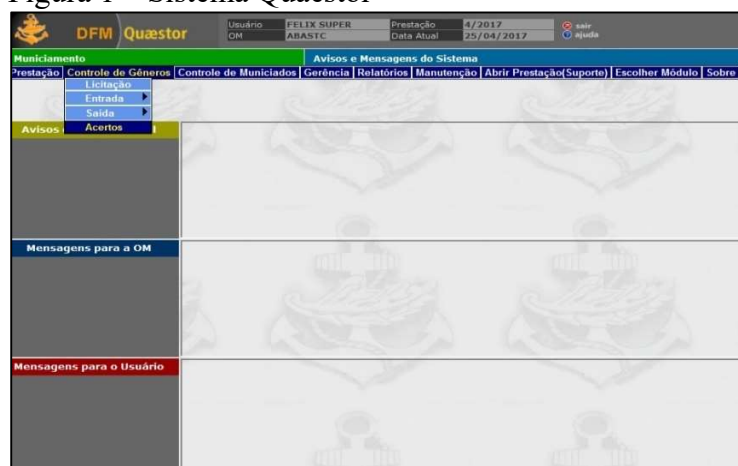 Figura 1 – Sistema Quaestor
DFM Quæstor
Usuário FELIX SUPER Prestação 4/2017 sair
OM ABASTC Data Atual 25/04/2017 ajuda
Municiamento Avisos e Mensagens do Sistema
Prestação Controle de Gêneros Controle de Municiados Gerência Relatórios Manutenção Abrir Prestação(Suporte) Escolher Módulo Sobre
Licitação
Entrada
Saída
Acertos
Avisos
Mensagens para a OM
Mensagens para o Usuário